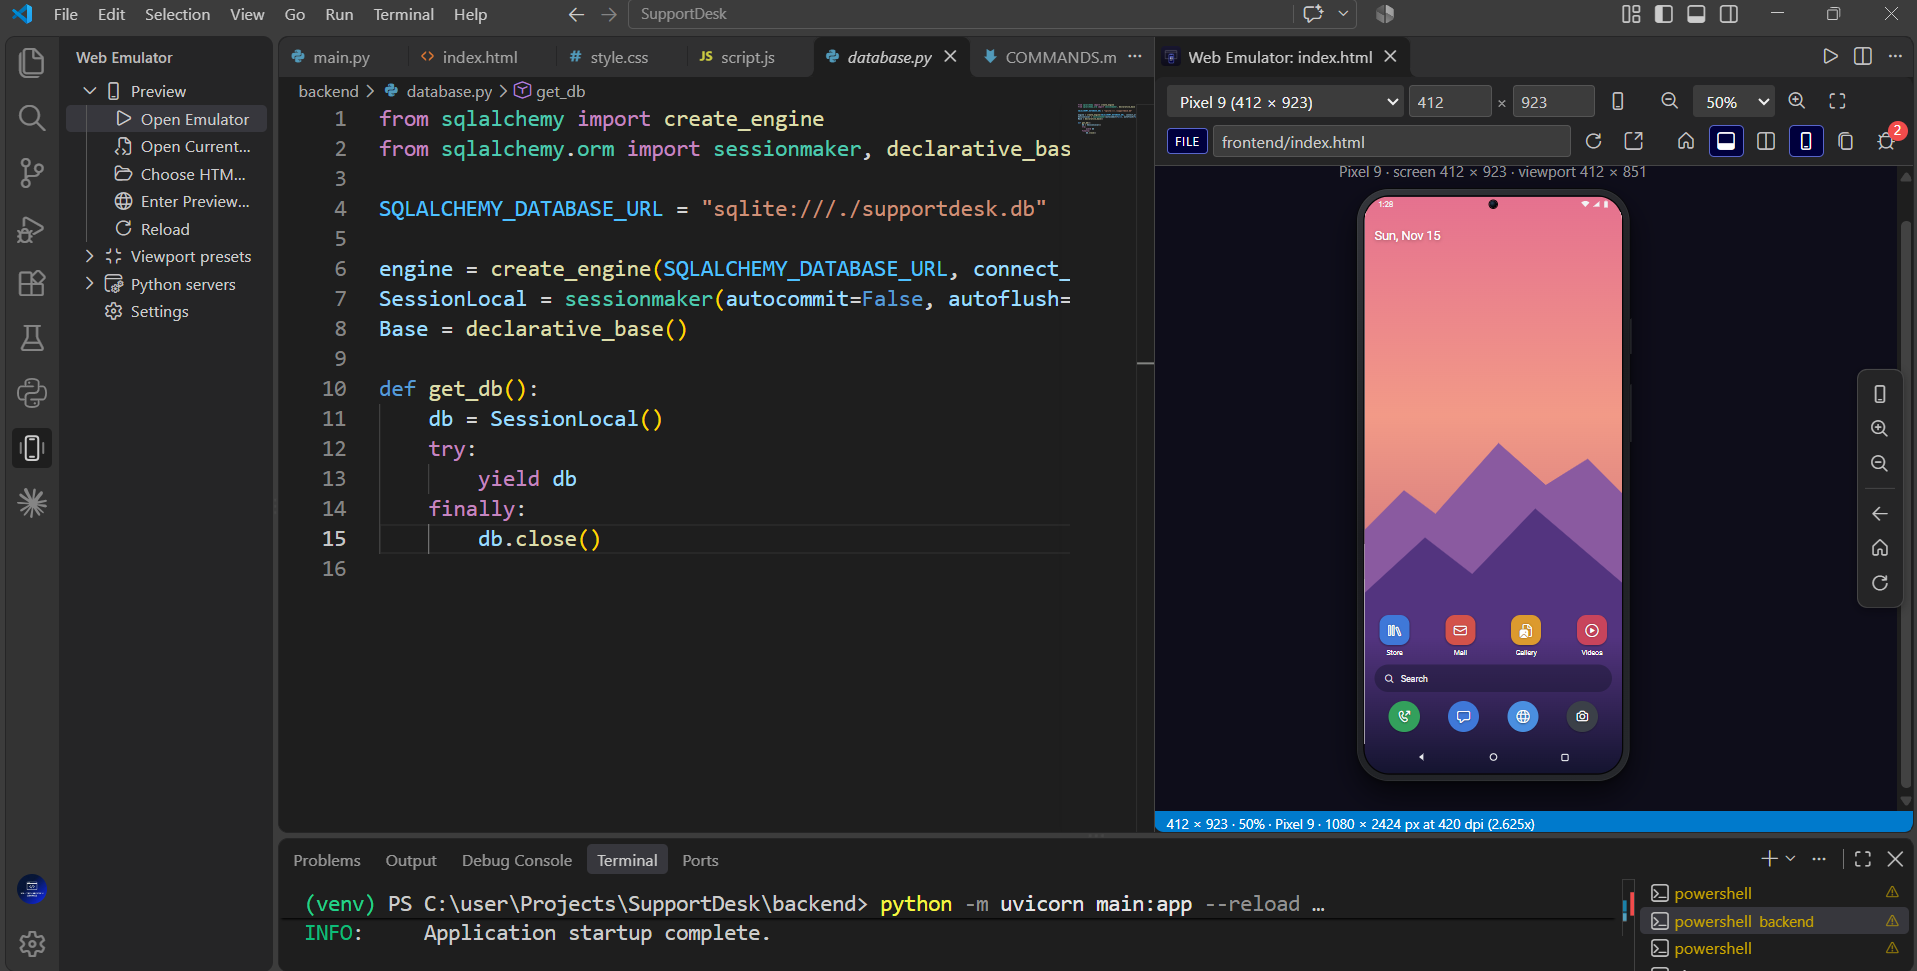 File Edit Selection View Go Run Terminal Help
SupportDesk
Web Emulator
Preview
Open Emulator
Open Current...
Choose HTM...
Enter Preview...
Reload
Viewport presets
Python servers
Settings
main.py
index.html
style.css
JS script.js
database.py
COMMANDS.m
backend > database.py > get_db
1 from sqlalchemy import create_engine
2 from sqlalchemy.orm import sessionmaker, declarative_bas
3
4 SQLALCHEMY_DATABASE_URL = "sqlite:///./supportdesk.db"
5
6 engine = create_engine(SQLALCHEMY_DATABASE_URL, connect_
7 SessionLocal = sessionmaker(autocommit=False, autoflush=
8 Base = declarative_base()
9
10 def get_db():
11 db = SessionLocal()
12 try:
13 yield db
14 finally:
15 db.close()
16
Web Emulator: index.html
Pixel 9 (412 × 923) 412 × 923 50%
FILE frontend/index.html 2
Pixel 9 · screen 412 × 923 · viewport 412 × 851
1:28
Sun, Nov 15
Store Mail Gallery Videos
Search
412 × 923 · 50% · Pixel 9 · 1080 × 2424 px at 420 dpi (2.625x)
Problems Output Debug Console Terminal Ports
(venv) PS C:\user\Projects\SupportDesk\backend> python -m uvicorn main:app --reload …
INFO: Application startup complete.
powershell
powershell backend
powershell